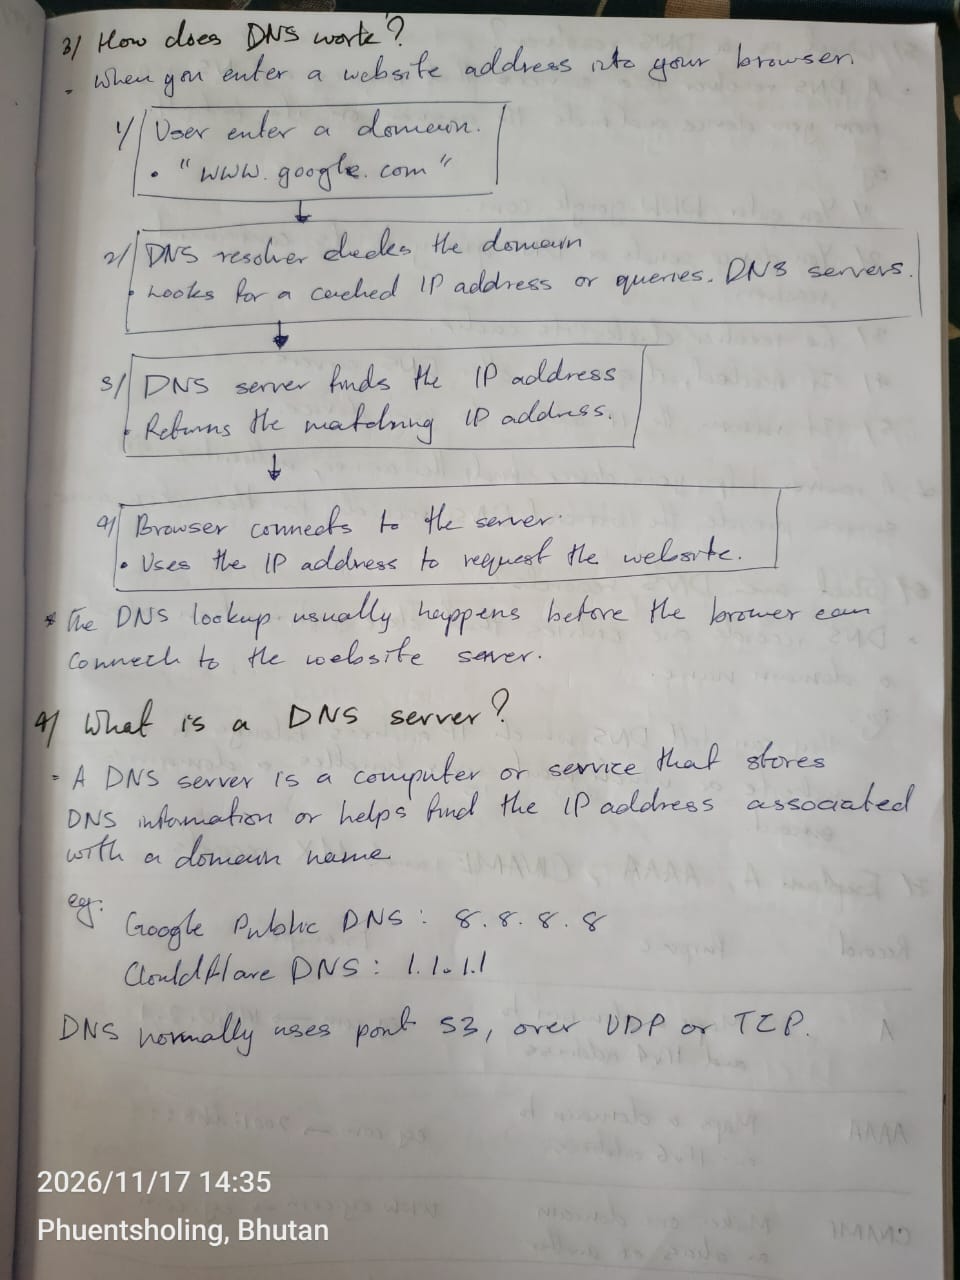 3/ How does DNS work?
- When you enter a website address into your browser.
1/ User enter a domain.
• "www.google.com"
2/ DNS resolver checks the domain
• Looks for a cached IP address or queries. DNS servers.
3/ DNS server finds the IP address
• Returns the matching IP address.
4/ Browser connects to the server.
• Uses the IP address to request the website.
* The DNS lookup usually happens before the brower can
connech to the website server.
4/ What is a DNS server?
- A DNS server is a computer or service that stores
DNS information or helps find the IP address associated
with a domain name
eg:
Google Public DNS : 8.8.8.8
Clouldflare DNS : 1.1.1.1
DNS normally uses port 53, over UDP or TCP.
2026/11/17 14:35
Phuentsholing, Bhutan